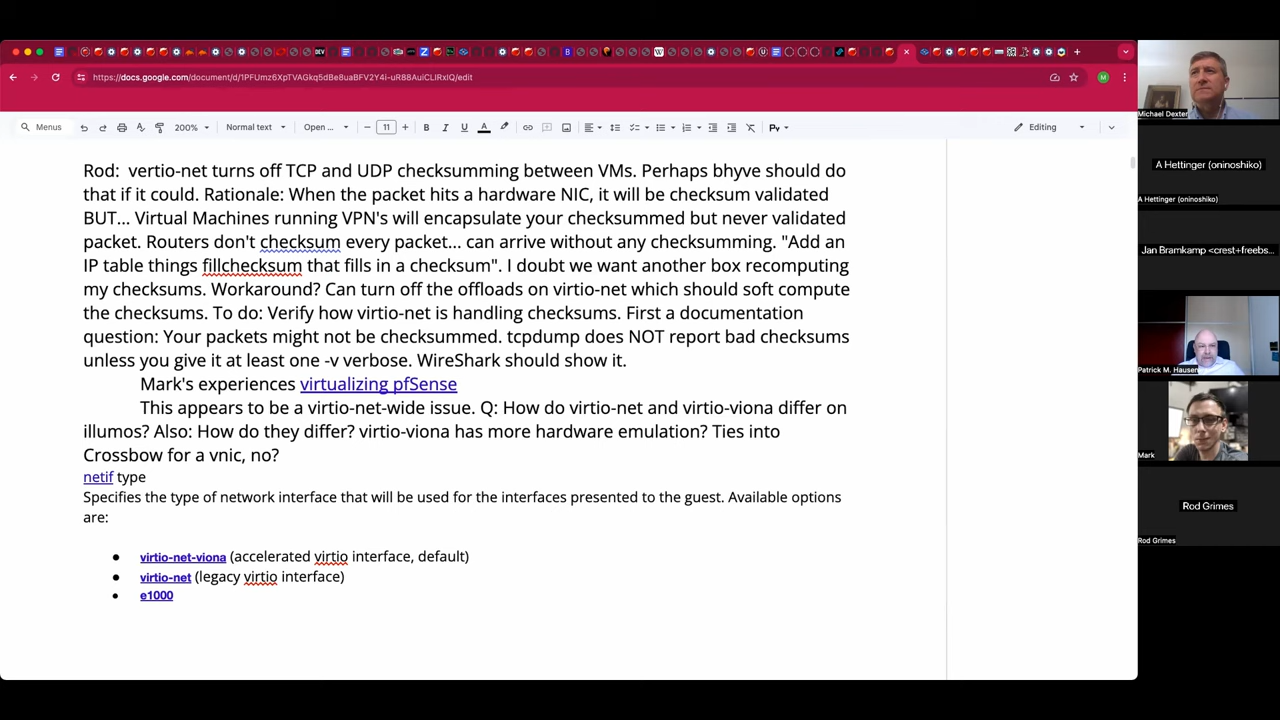 https://docs.google.com/document/d/1PFUmz6XpTVAGkq5dBe8uaBFV2Y4i-uR88AuiCLIRxIQ/edit
Menus
200%
Normal text
Open ...
11
Editing
Rod:  vertio-net turns off TCP and UDP checksumming between VMs. Perhaps bhyve should do
that if it could. Rationale: When the packet hits a hardware NIC, it will be checksum validated
BUT... Virtual Machines running VPN's will encapsulate your checksummed but never validated
packet. Routers don't checksum every packet... can arrive without any checksumming. "Add an
IP table things fillchecksum that fills in a checksum". I doubt we want another box recomputing
my checksums. Workaround? Can turn off the offloads on virtio-net which should soft compute
the checksums. To do: Verify how virtio-net is handling checksums. First a documentation
question: Your packets might not be checksummed. tcpdump does NOT report bad checksums
unless you give it at least one -v verbose. WireShark should show it.
Mark's experiences virtualizing pfSense
This appears to be a virtio-net-wide issue. Q: How do virtio-net and virtio-viona differ on
illumos? Also: How do they differ? virtio-viona has more hardware emulation? Ties into
Crossbow for a vnic, no?
netif type
Specifies the type of network interface that will be used for the interfaces presented to the guest. Available options
are:
● virtio-net-viona (accelerated virtio interface, default)
● virtio-net (legacy virtio interface)
● e1000
Michael Dexter
A Hettinger (oninoshiko)
A Hettinger (oninoshiko)
Jan Bramkamp <crest+freebs...
Patrick M. Hausen
Mark
Rod Grimes
Rod Grimes